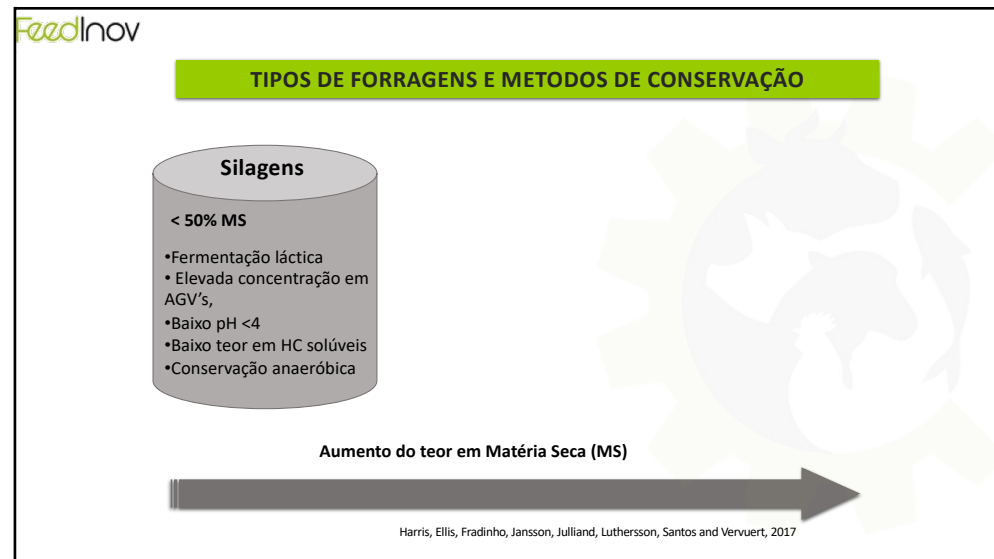 FeedInov
TIPOS DE FORRAGENS E METODOS DE CONSERVAÇÃO
Silagens
< 50% MS
•Fermentação láctica
• Elevada concentração em
AGV's,
•Baixo pH <4
•Baixo teor em HC solúveis
•Conservação anaeróbica
Aumento do teor em Matéria Seca (MS)
Harris, Ellis, Fradinho, Jansson, Julliand, Luthersson, Santos and Vervuert, 2017